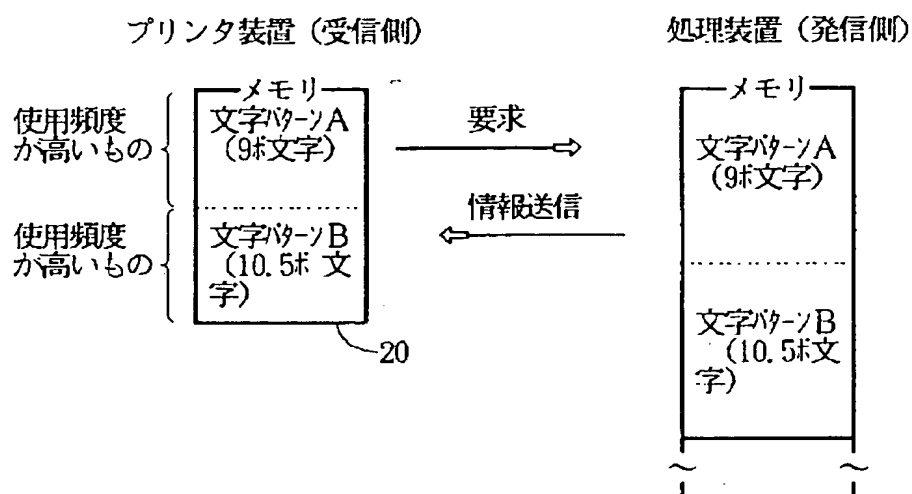 プリンタ装置（受信側）
処理装置（発信側）
メモリ
使用頻度
が高いもの
文字パターンA
（9ポ文字）
使用頻度
が高いもの
文字パターンB
（10.5ポ 文
字）
20
要求
情報送信
メモリ
文字パターンA
（9ポ文字）
文字パターンB
（10.5ポ文
字）